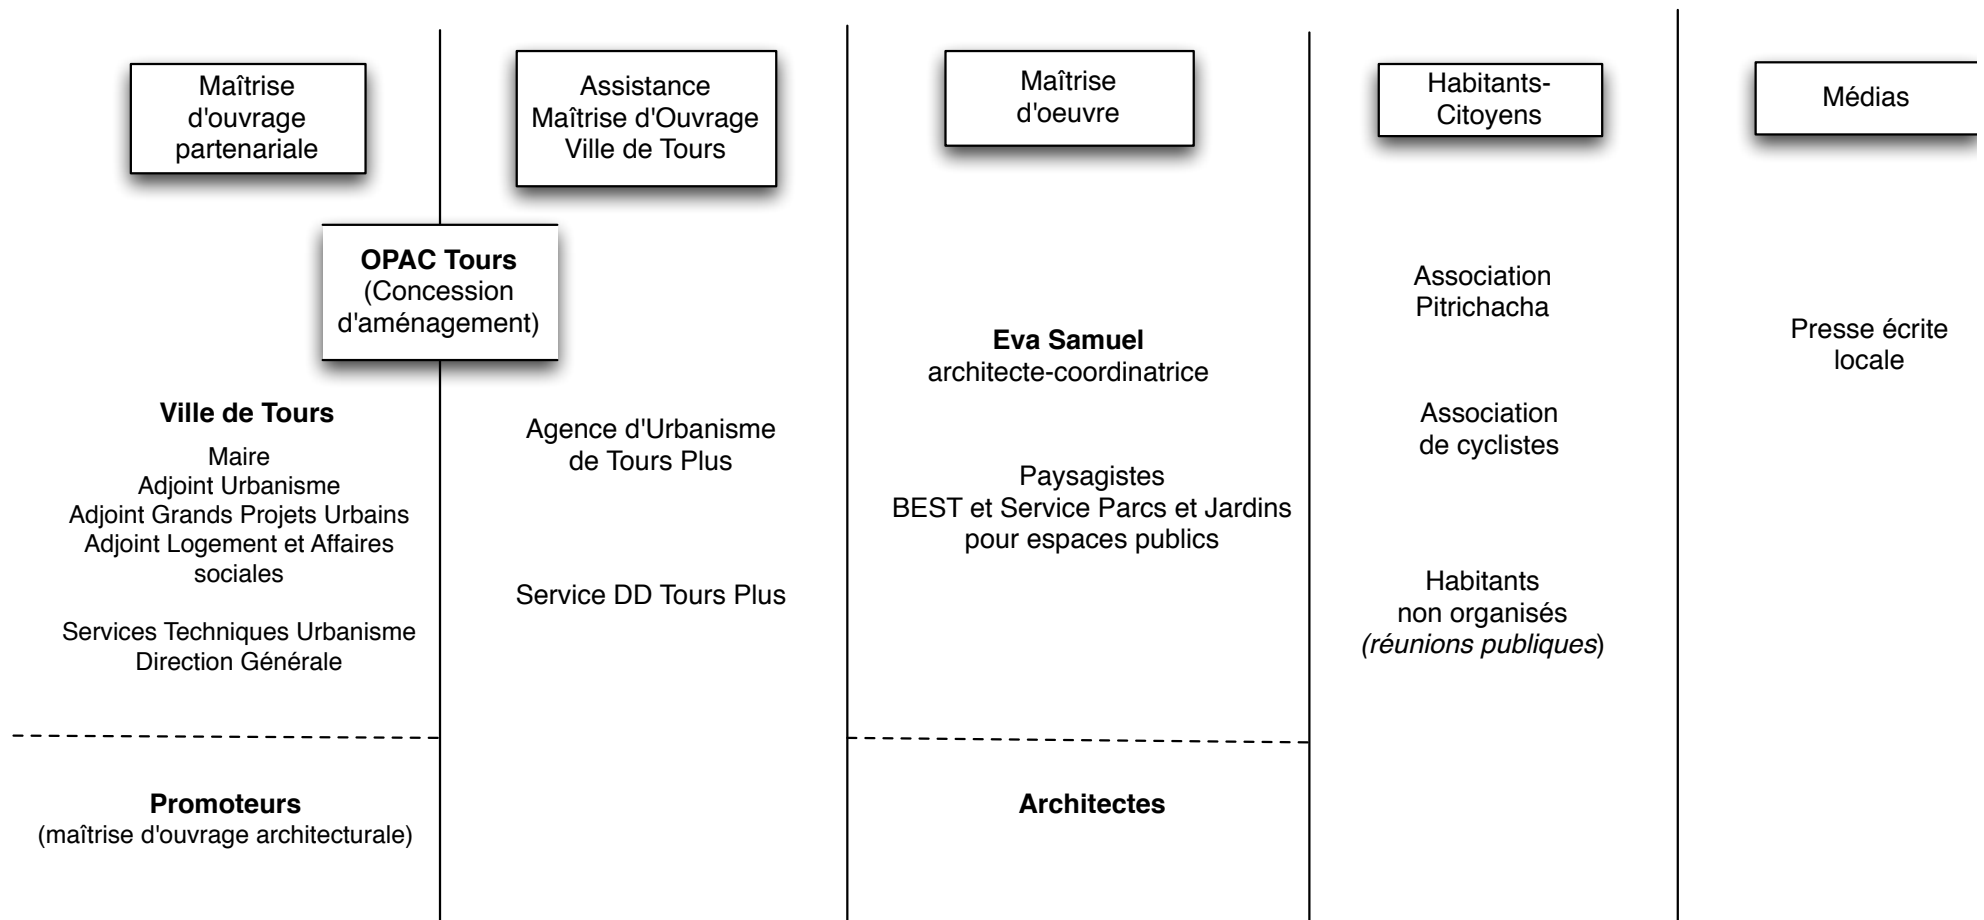 Maîtrise
d'ouvrage
partenariale
Assistance
Maîtrise d'Ouvrage
Ville de Tours
Maîtrise
d'oeuvre
Habitants-
Citoyens
Médias
OPAC Tours
(Concession
d'aménagement)
Ville de Tours
Maire
Adjoint Urbanisme
Adjoint Grands Projets Urbains
Adjoint Logement et Affaires
sociales
Services Techniques Urbanisme
Direction Générale
Promoteurs
(maîtrise d'ouvrage architecturale)
Agence d'Urbanisme
de Tours Plus
Service DD Tours Plus
Eva Samuel
architecte-coordinatrice
Paysagistes
BEST et Service Parcs et Jardins
pour espaces publics
Architectes
Association
Pitrichacha
Association
de cyclistes
Habitants
non organisés
(réunions publiques)
Presse écrite
locale